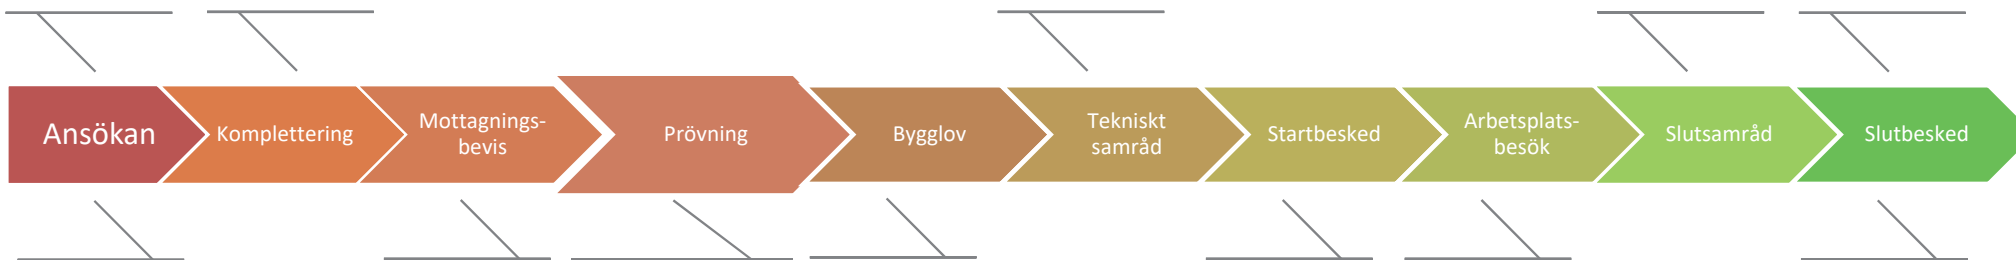 Ansökan
Komplettering
Mottagnings-
bevis
Prövning
Bygglov
Tekniskt
samråd
Startbesked
Arbetsplats-
besök
Slutsamråd
Slutbesked